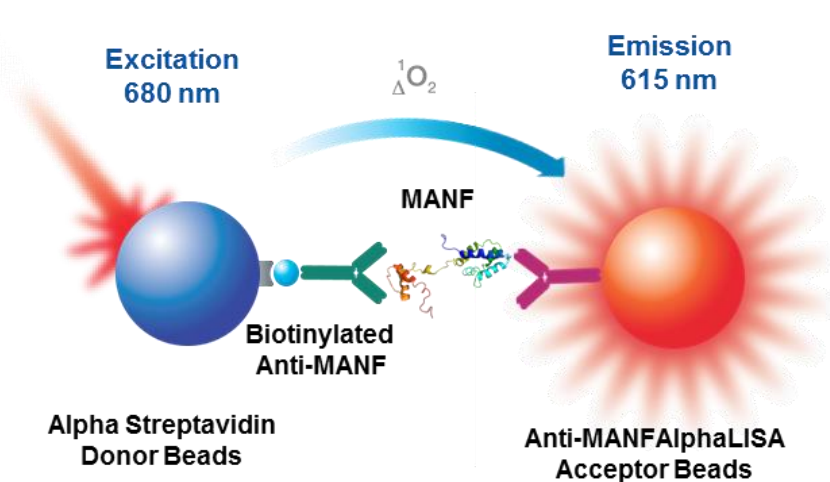 Excitation
680 nm
¹ΔO₂
Emission
615 nm
MANF
Biotinylated
Anti-MANF
Alpha Streptavidin
Donor Beads
Anti-MANFAlphaLISA
Acceptor Beads